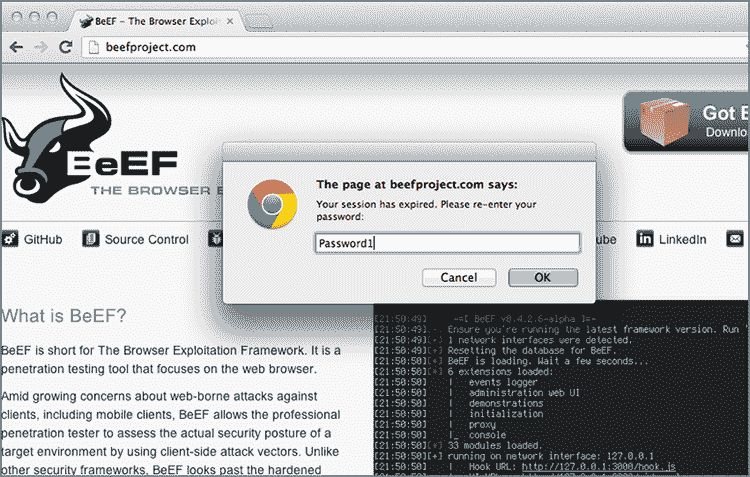 BeEF – The Browser Exploitati
beefproject.com
BeEF
THE BROWSER E
Got B
Downlo
The page at beefproject.com says:
Your session has expired. Please re-enter your
password:
Password1
Cancel
OK
GitHub
Source Control
ube
LinkedIn
What is BeEF?
BeEF is short for The Browser Exploitation Framework. It is a
penetration testing tool that focuses on the web browser.
Amid growing concerns about web-borne attacks against
clients, including mobile clients, BeEF allows the professional
penetration tester to assess the actual security posture of a
target environment by using client-side attack vectors. Unlike
other security frameworks, BeEF looks past the hardened
[21:50:49] -=[ BeEF v0.4.2.6-alpha ]=-
[21:50:49] . Ensure you're running the latest framework version. Run
[21:50:49][+] 1 network interfaces were detected.
[21:50:49] Resetting the database for BeEF.
[21:50:50] BeEF is loading. Wait a few seconds...
[21:50:50][+] 6 extensions loaded:
[21:50:50] | events logger
[21:50:50] | administration web UI
[21:50:50] | demonstrations
[21:50:50] | initialization
[21:50:50] | proxy
[21:50:50] |_ console
[21:50:50][+] 33 modules loaded.
[21:50:50][+] running on network interface: 127.0.0.1
[21:50:50] | Hook URL: http://127.0.0.1:3000/hook.js